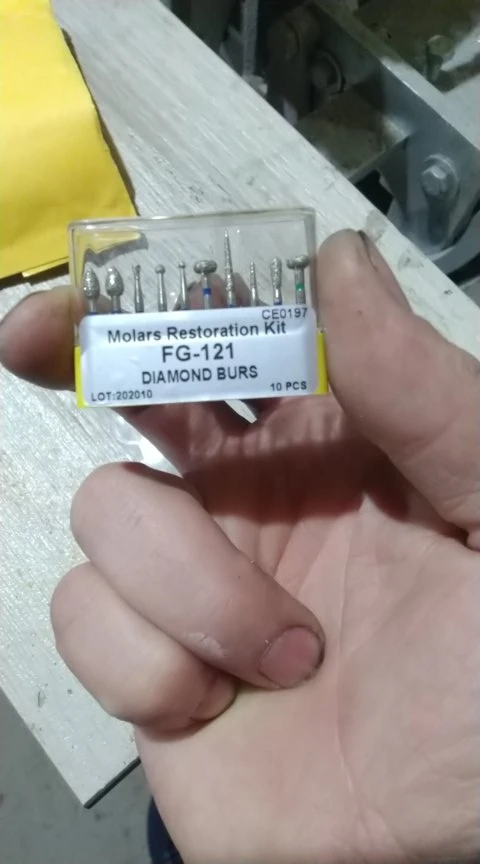 CE0197
Molars Restoration Kit
FG-121
DIAMOND BURS
LOT:202010 10 PCS